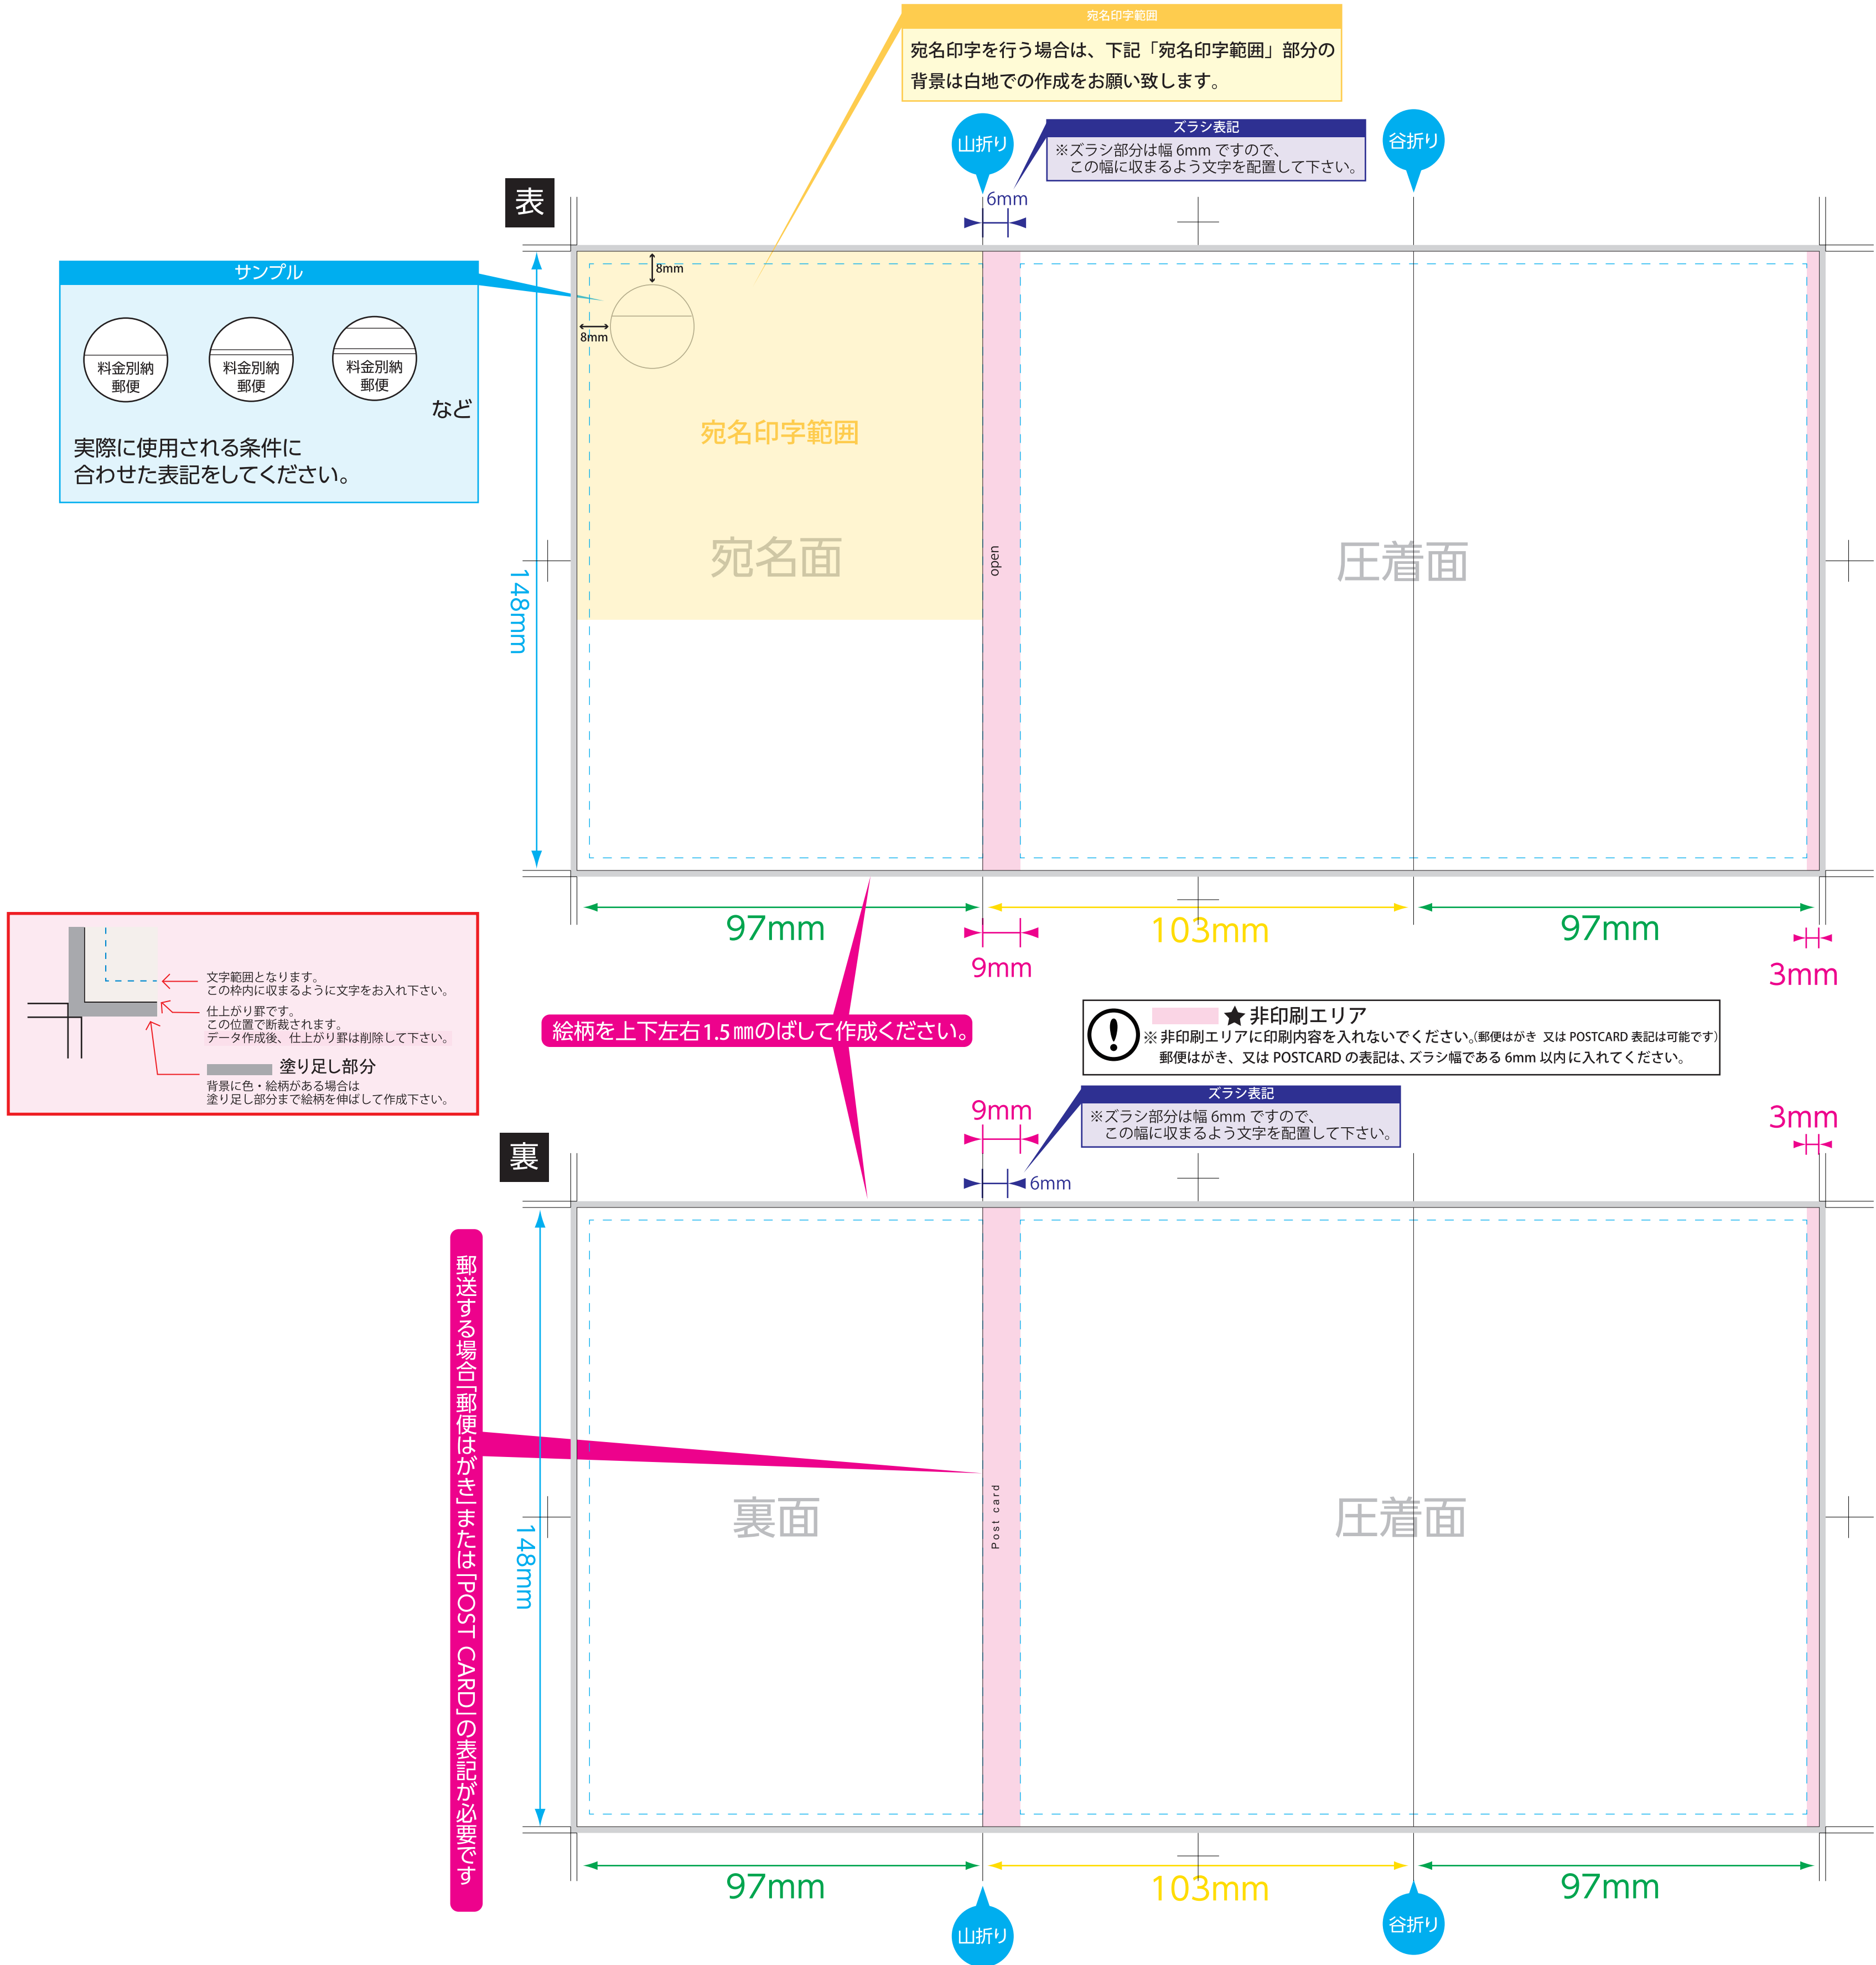 宛名印字範囲
宛名印字を行う場合は、下記「宛名印字範囲」部分の
背景は白地での作成をお願い致します。
山折り
ズラシ表記
※ズラシ部分は幅 6mm ですので、
この幅に収まるよう文字を配置して下さい。
谷折り
表
6mm
サンプル
料金別納
郵便
料金別納
郵便
料金別納
郵便
など
実際に使用される条件に
合わせた表記をしてください。
8mm
8mm
宛名印字範囲
宛名面
open
圧着面
148mm
97mm
103mm
97mm
9mm
3mm
文字範囲となります。
この枠内に収まるように文字をお入れ下さい。
仕上がり罫です。
この位置で断裁されます。
データ作成後、仕上がり罫は削除して下さい。
塗り足し部分
背景に色・絵柄がある場合は
塗り足し部分まで絵柄を伸ばして作成下さい。
絵柄を上下左右1.5㎜のばして作成ください。
★非印刷エリア
※非印刷エリアに印刷内容を入れないでください。(郵便はがき 又は POSTCARD 表記は可能です)
郵便はがき、又は POSTCARD の表記は、ズラシ幅である 6mm 以内に入れてください。
ズラシ表記
※ズラシ部分は幅 6mm ですので、
この幅に収まるよう文字を配置して下さい。
9mm
3mm
裏
6mm
郵送する場合「郵便はがき」または「POST CARD」の表記が必要です
148mm
裏面
Post card
圧着面
97mm
103mm
97mm
山折り
谷折り